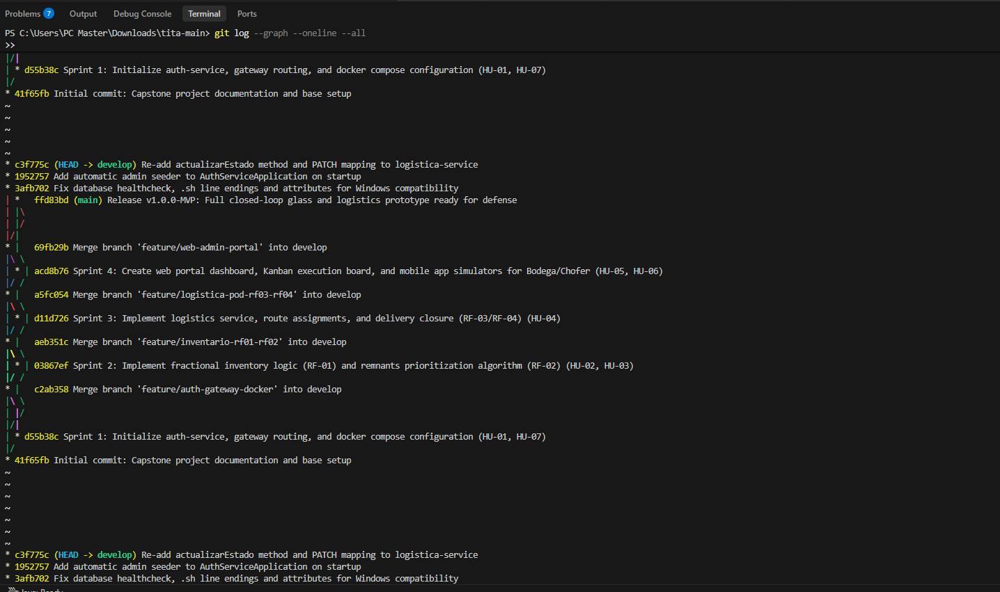 Problems 7 Output Debug Console Terminal Ports
PS C:\Users\PC Master\Downloads\tita-main> git log --graph --oneline --all
>>
|/|
| * d55b38c Sprint 1: Initialize auth-service, gateway routing, and docker compose configuration (HU-01, HU-07)
|/
* 41f65fb Initial commit: Capstone project documentation and base setup
~
~
~
~
~
* c3f775c (HEAD -> develop) Re-add actualizarEstado method and PATCH mapping to logistica-service
* 1952757 Add automatic admin seeder to AuthServiceApplication on startup
* 3afb702 Fix database healthcheck, .sh line endings and attributes for Windows compatibility
| *   ffd83bd (main) Release v1.0.0-MVP: Full closed-loop glass and logistics prototype ready for defense
| |\
| |/
|/|
* |   69fb29b Merge branch 'feature/web-admin-portal' into develop
|\ \
| * | acd8b76 Sprint 4: Create web portal dashboard, Kanban execution board, and mobile app simulators for Bodega/Chofer (HU-05, HU-06)
|/ /
* |   a5fc054 Merge branch 'feature/logistica-pod-rf03-rf04' into develop
|\ \
| * | d11d726 Sprint 3: Implement logistics service, route assignments, and delivery closure (RF-03/RF-04) (HU-04)
|/ /
* |   aeb351c Merge branch 'feature/inventario-rf01-rf02' into develop
|\ \
| * | 03867ef Sprint 2: Implement fractional inventory logic (RF-01) and remnants prioritization algorithm (RF-02) (HU-02, HU-03)
|/ /
* |   c2ab358 Merge branch 'feature/auth-gateway-docker' into develop
|\ \
| |/
|/|
| * d55b38c Sprint 1: Initialize auth-service, gateway routing, and docker compose configuration (HU-01, HU-07)
|/
* 41f65fb Initial commit: Capstone project documentation and base setup
~
~
~
~
~
~
~
* c3f775c (HEAD -> develop) Re-add actualizarEstado method and PATCH mapping to logistica-service
* 1952757 Add automatic admin seeder to AuthServiceApplication on startup
* 3afb702 Fix database healthcheck, .sh line endings and attributes for Windows compatibility